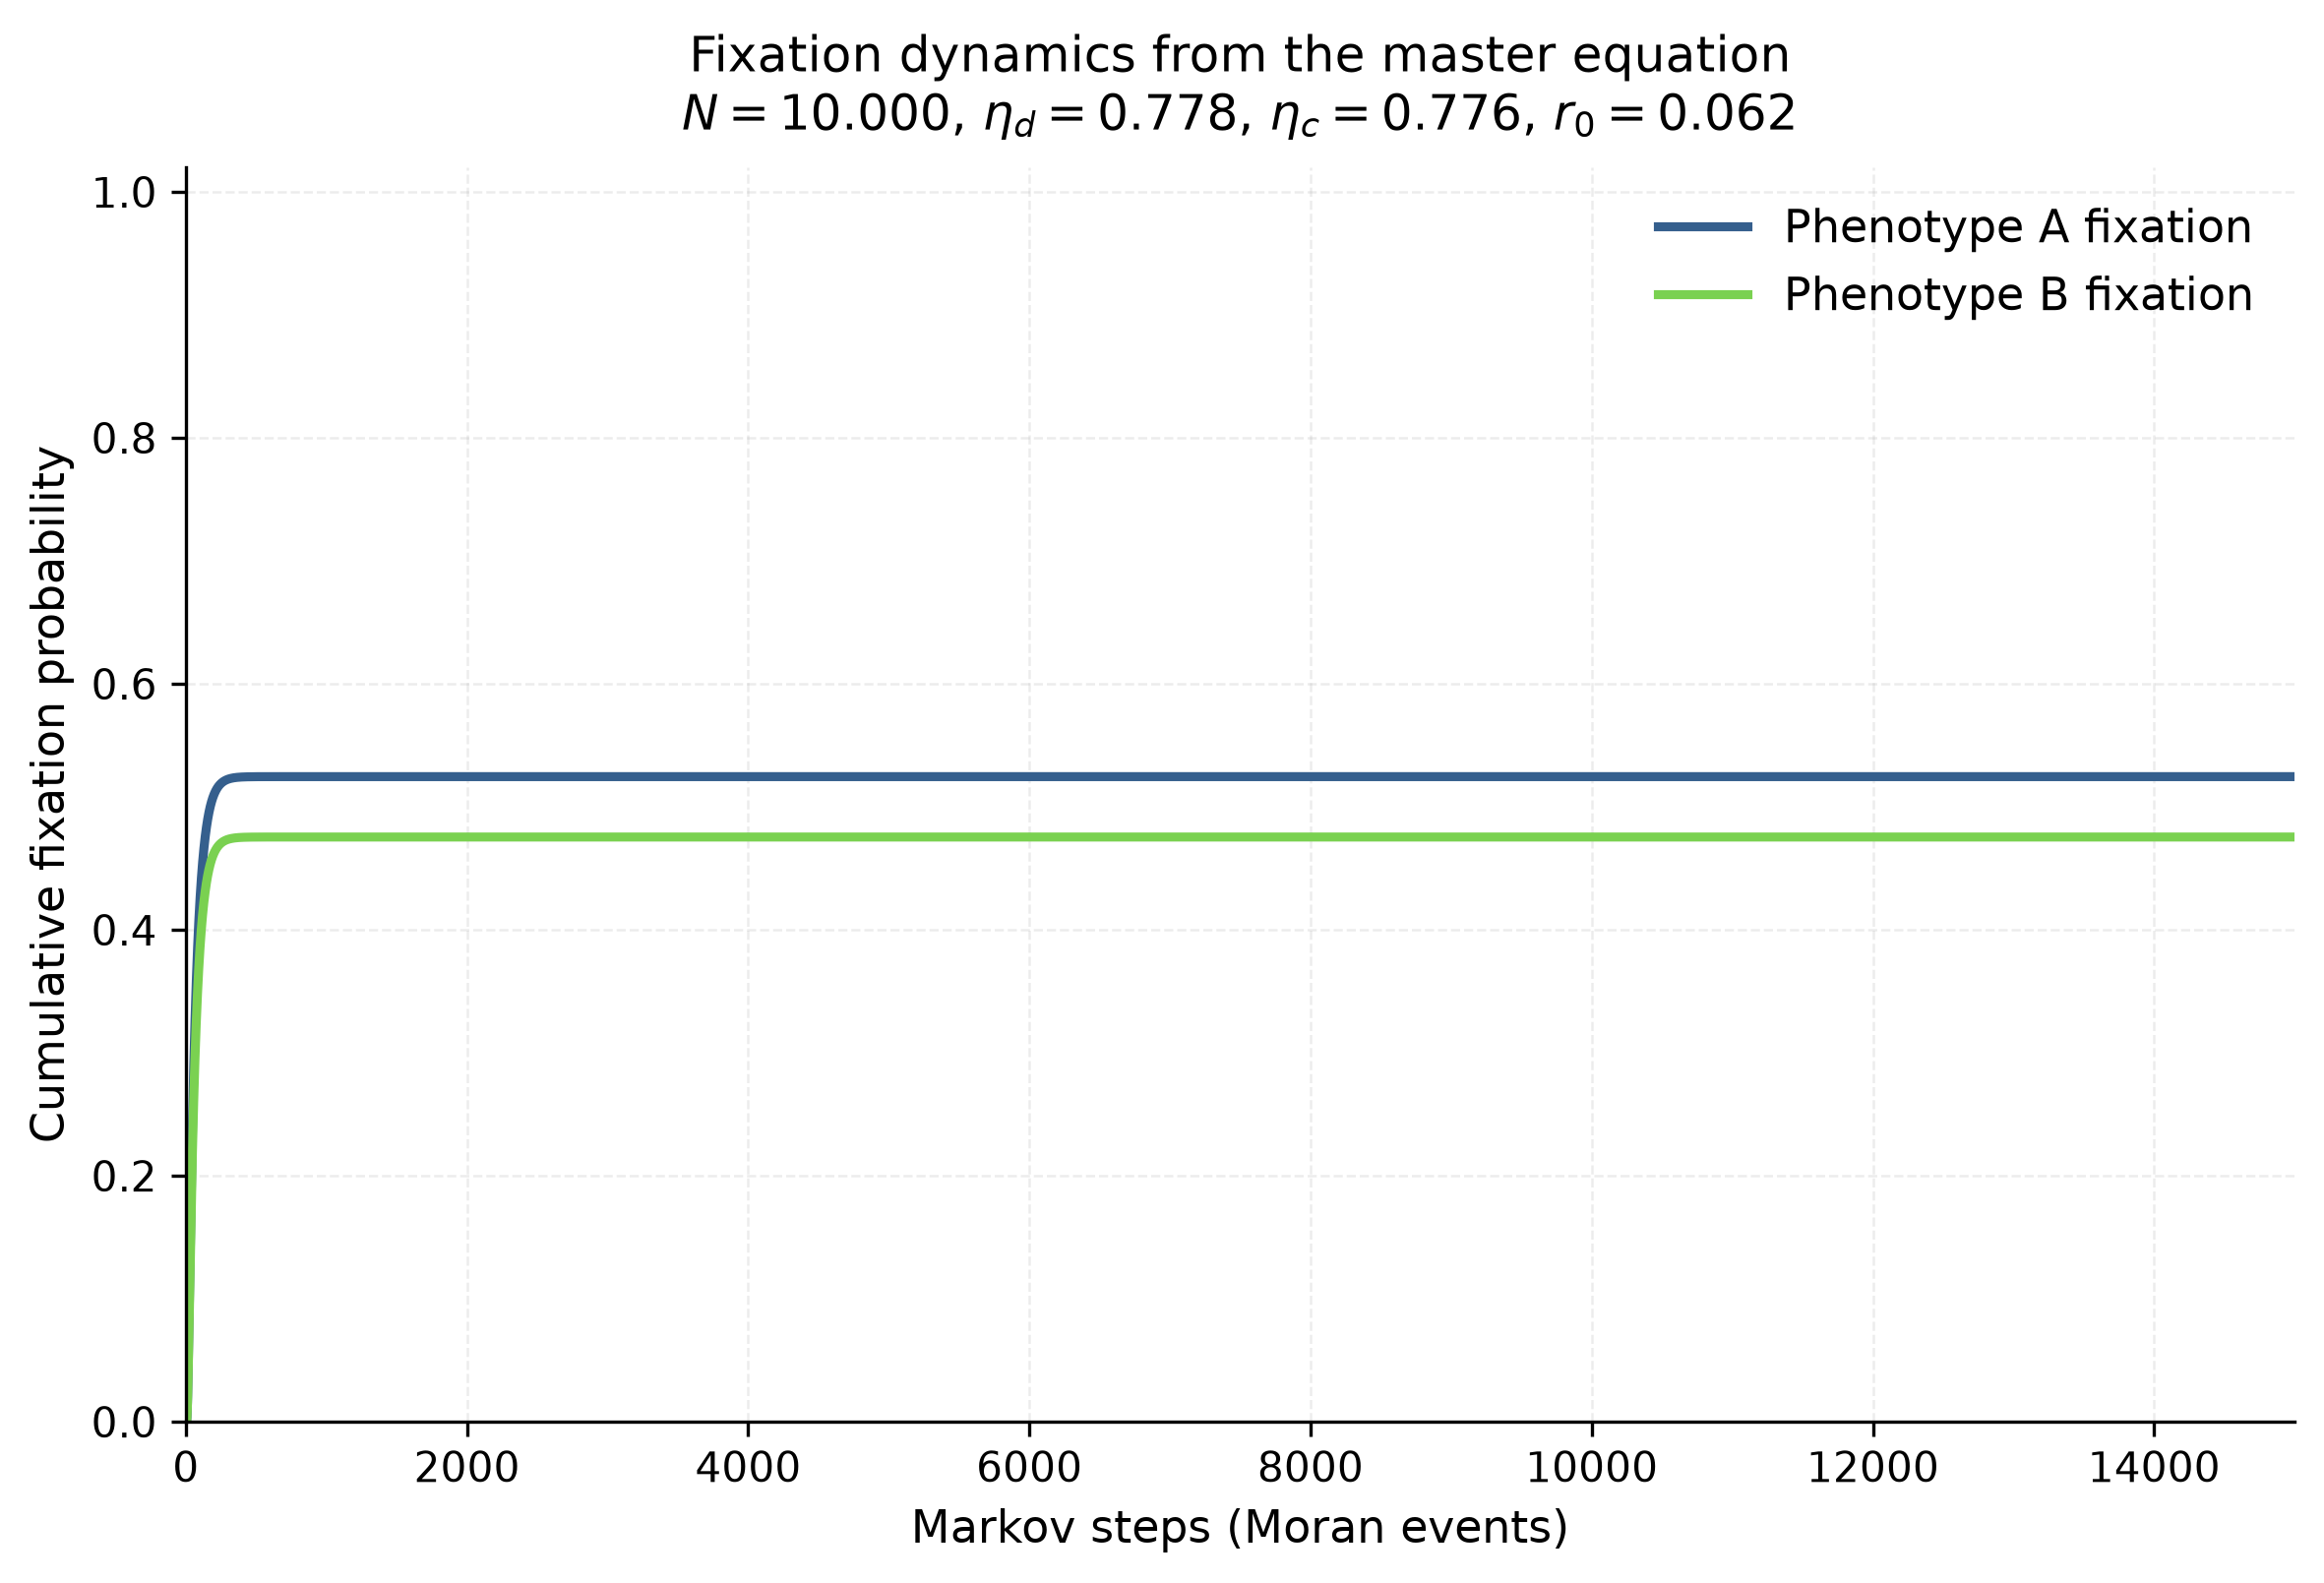 Fixation dynamics from the master equation
N = 10.000, η_d = 0.778, η_c = 0.776, r_0 = 0.062
Phenotype A fixation
Phenotype B fixation
Cumulative fixation probability
1.0
0.8
0.6
0.4
0.2
0.0
0 2000 4000 6000 8000 10000 12000 14000
Markov steps (Moran events)